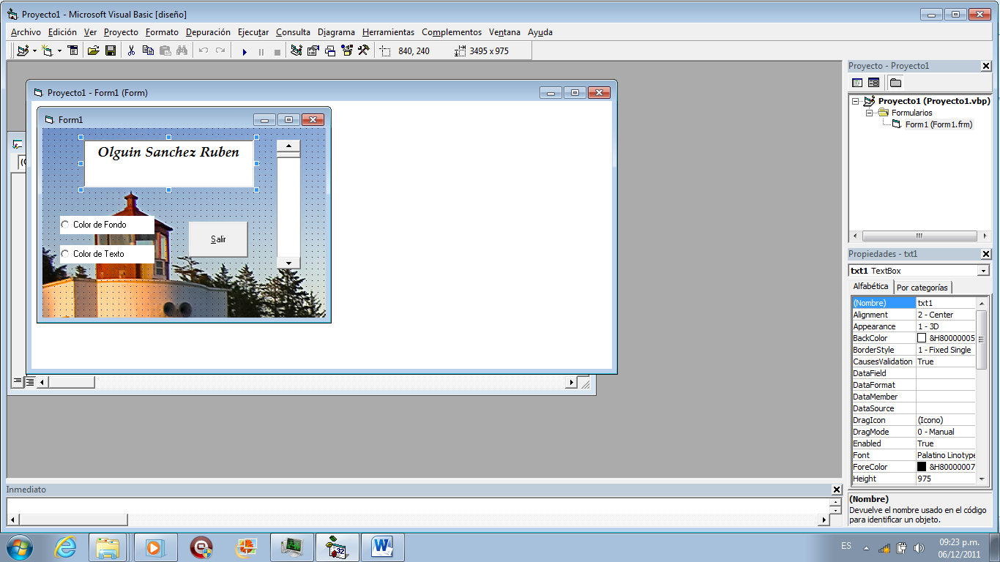 Proyecto1 - Microsoft Visual Basic [diseño]
Archivo Edición Ver Proyecto Formato Depuración Ejecutar Consulta Diagrama Herramientas Complementos Ventana Ayuda
840, 240 3495 x 975
Proyecto1 - Form1 (Form)
Form1
Olguin Sanchez Ruben
Color de Fondo
Color de Texto
Salir
Proyecto - Proyecto1
Proyecto1 (Proyecto1.vbp)
Formularios
Form1 (Form1.frm)
Propiedades - txt1
txt1 TextBox
Alfabética Por categorías
(Nombre) txt1
Alignment 2 - Center
Appearance 1 - 3D
BackColor &H80000005
BorderStyle 1 - Fixed Single
CausesValidation True
DataField
DataFormat
DataMember
DataSource
DragIcon (Icono)
DragMode 0 - Manual
Enabled True
Font Palatino Linotype
ForeColor &H80000007
Height 975
(Nombre)
Devuelve el nombre usado en el código
para identificar un objeto.
Inmediato
ES
09:23 p.m.
06/12/2011